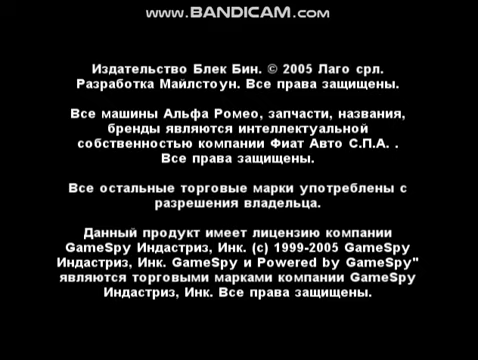 www.BANDICAM.com
Издательство Блек Бин. © 2005 Лаго срл.
Разработка Майлстоун. Все права защищены.
Все машины Альфа Ромео, запчасти, названия,
бренды являются интеллектуальной
собственностью компании Фиат Авто С.П.А. .
Все права защищены.
Все остальные торговые марки употреблены с
разрешения владельца.
Данный продукт имеет лицензию компании
GameSpy Индастриз, Инк. (c) 1999-2005 GameSpy
Индастриз, Инк. GameSpy и Powered by GameSpy"
являются торговыми марками компании GameSpy
Индастриз, Инк. Все права защищены.